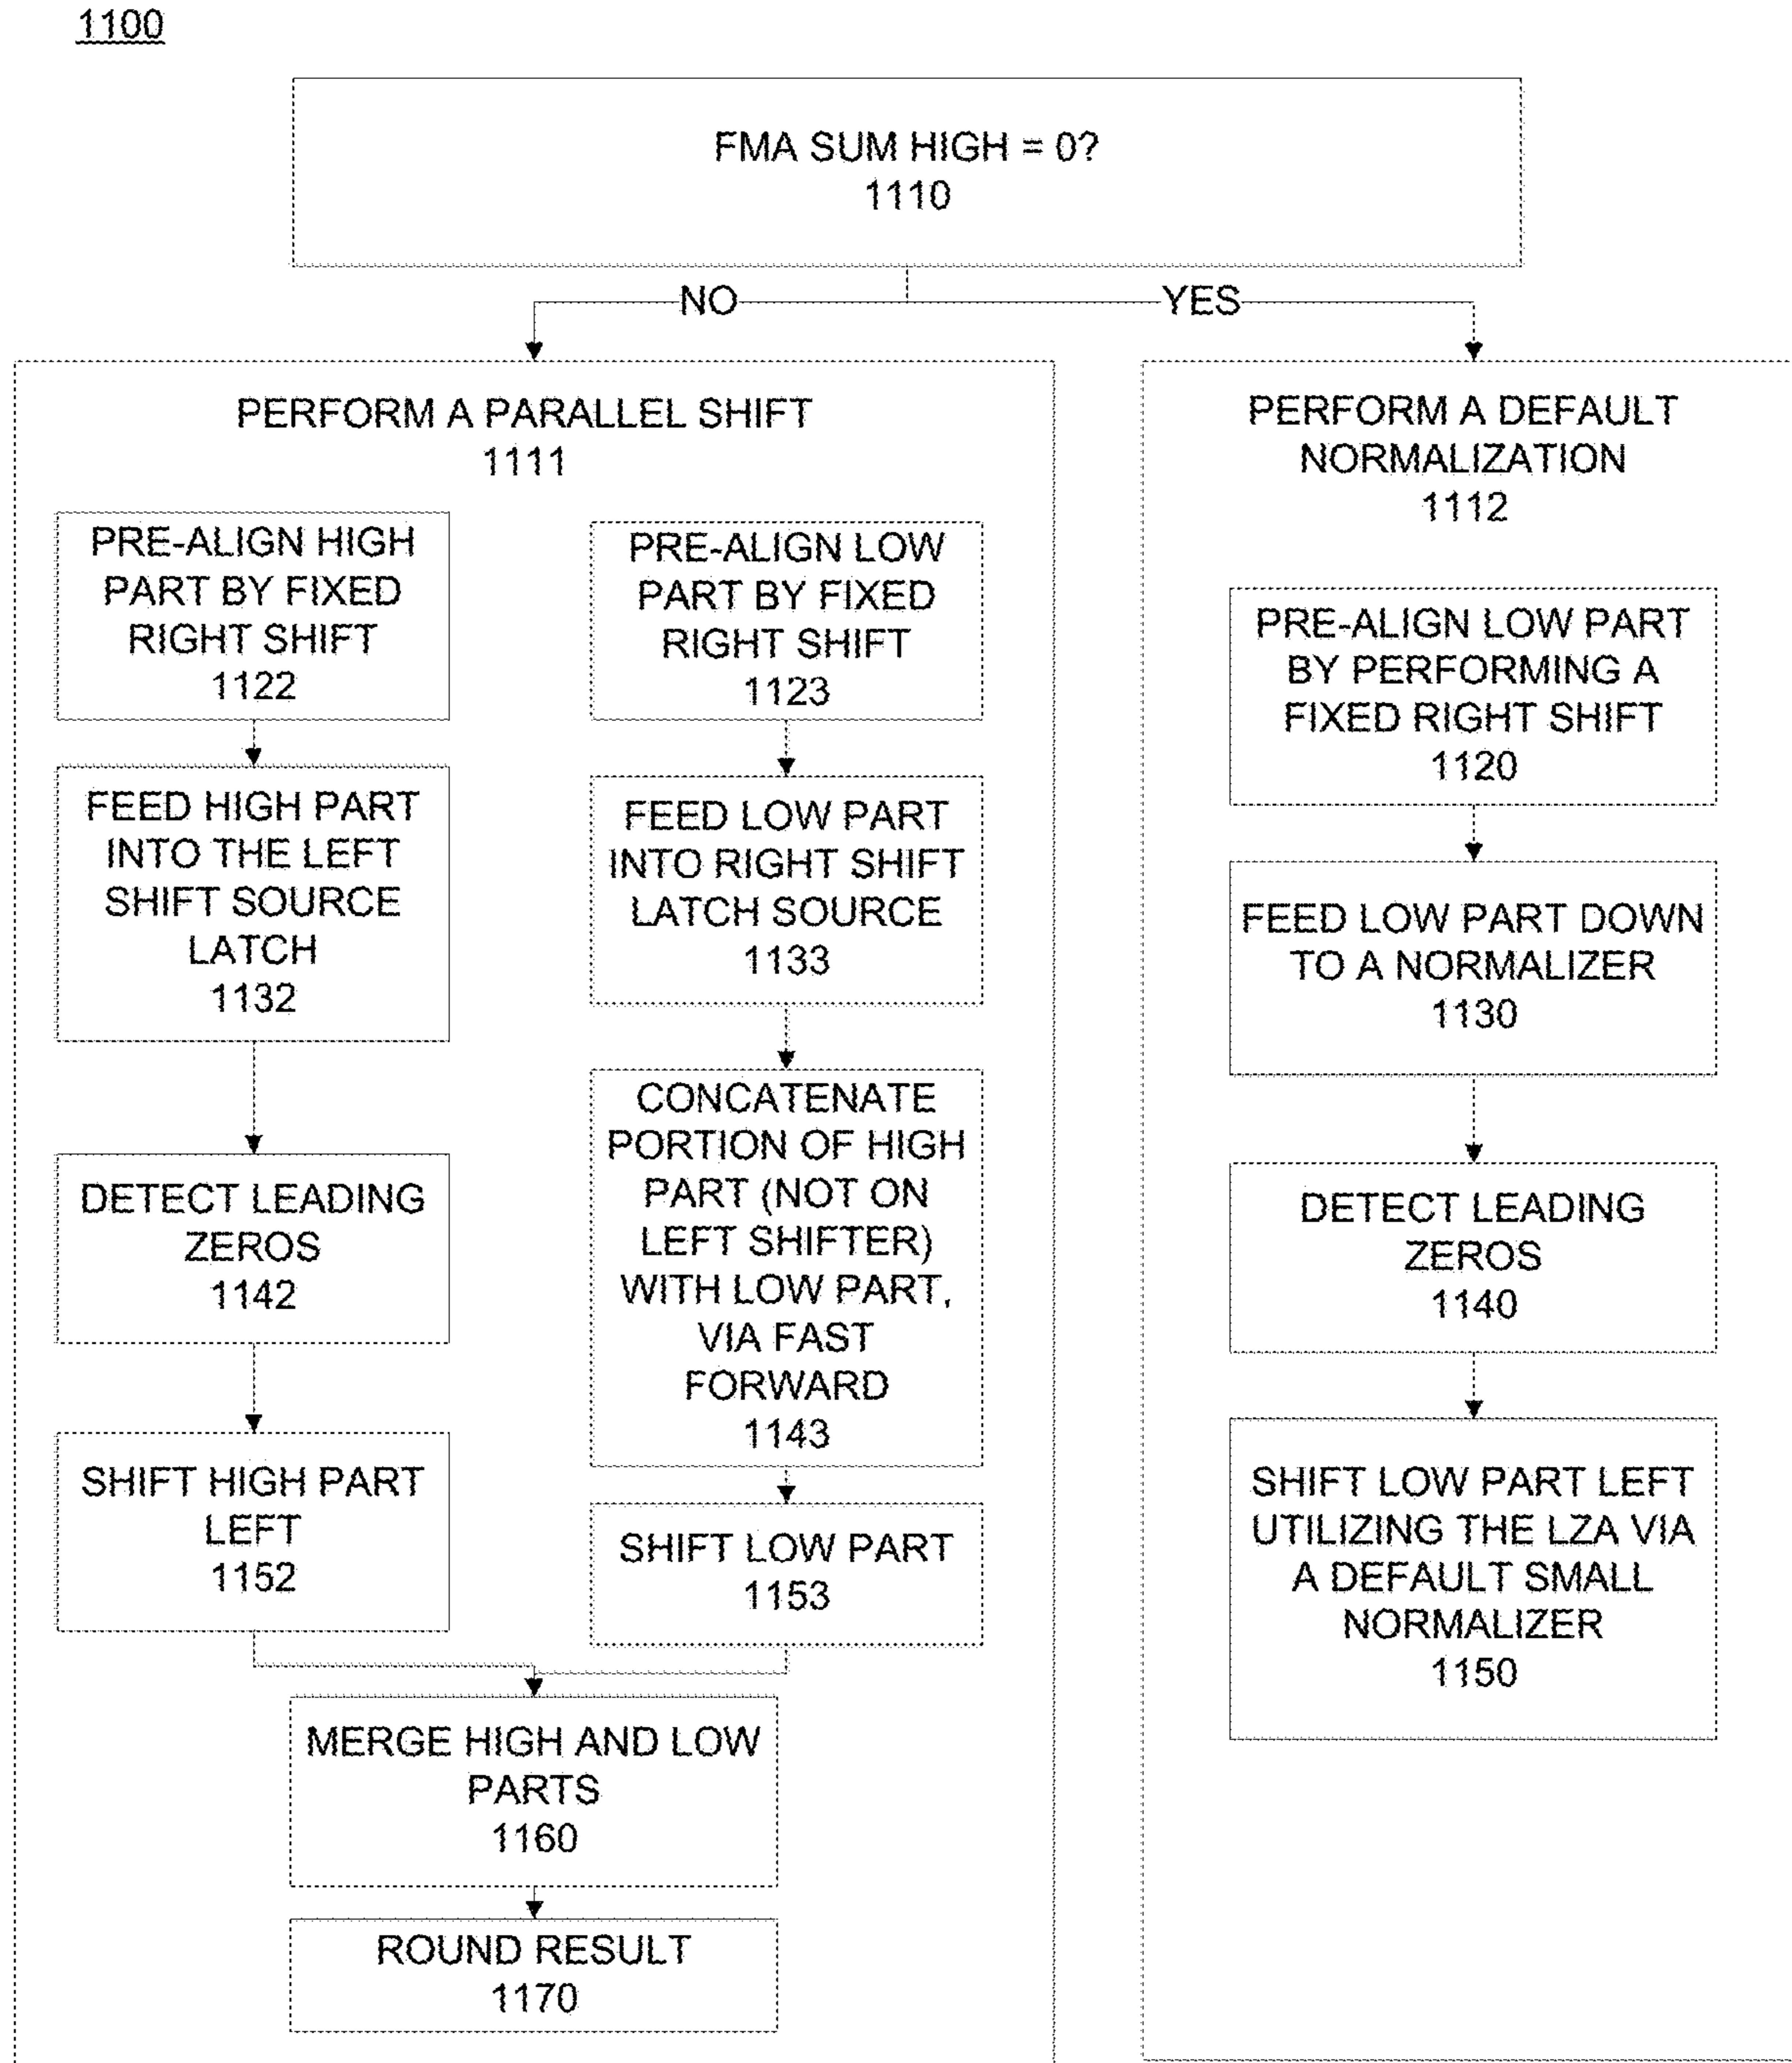 1100
FMA SUM HIGH = 0?
1110
NO
YES
PERFORM A PARALLEL SHIFT
1111
PRE-ALIGN HIGH
PART BY FIXED
RIGHT SHIFT
1122
FEED HIGH PART
INTO THE LEFT
SHIFT SOURCE
LATCH
1132
DETECT LEADING
ZEROS
1142
SHIFT HIGH PART
LEFT
1152
PRE-ALIGN LOW
PART BY FIXED
RIGHT SHIFT
1123
FEED LOW PART
INTO RIGHT SHIFT
LATCH SOURCE
1133
CONCATENATE
PORTION OF HIGH
PART (NOT ON
LEFT SHIFTER)
WITH LOW PART,
VIA FAST
FORWARD
1143
SHIFT LOW PART
1153
MERGE HIGH AND LOW
PARTS
1160
ROUND RESULT
1170
PERFORM A DEFAULT
NORMALIZATION
1112
PRE-ALIGN LOW PART
BY PERFORMING A
FIXED RIGHT SHIFT
1120
FEED LOW PART DOWN
TO A NORMALIZER
1130
DETECT LEADING
ZEROS
1140
SHIFT LOW PART LEFT
UTILIZING THE LZA VIA
A DEFAULT SMALL
NORMALIZER
1150